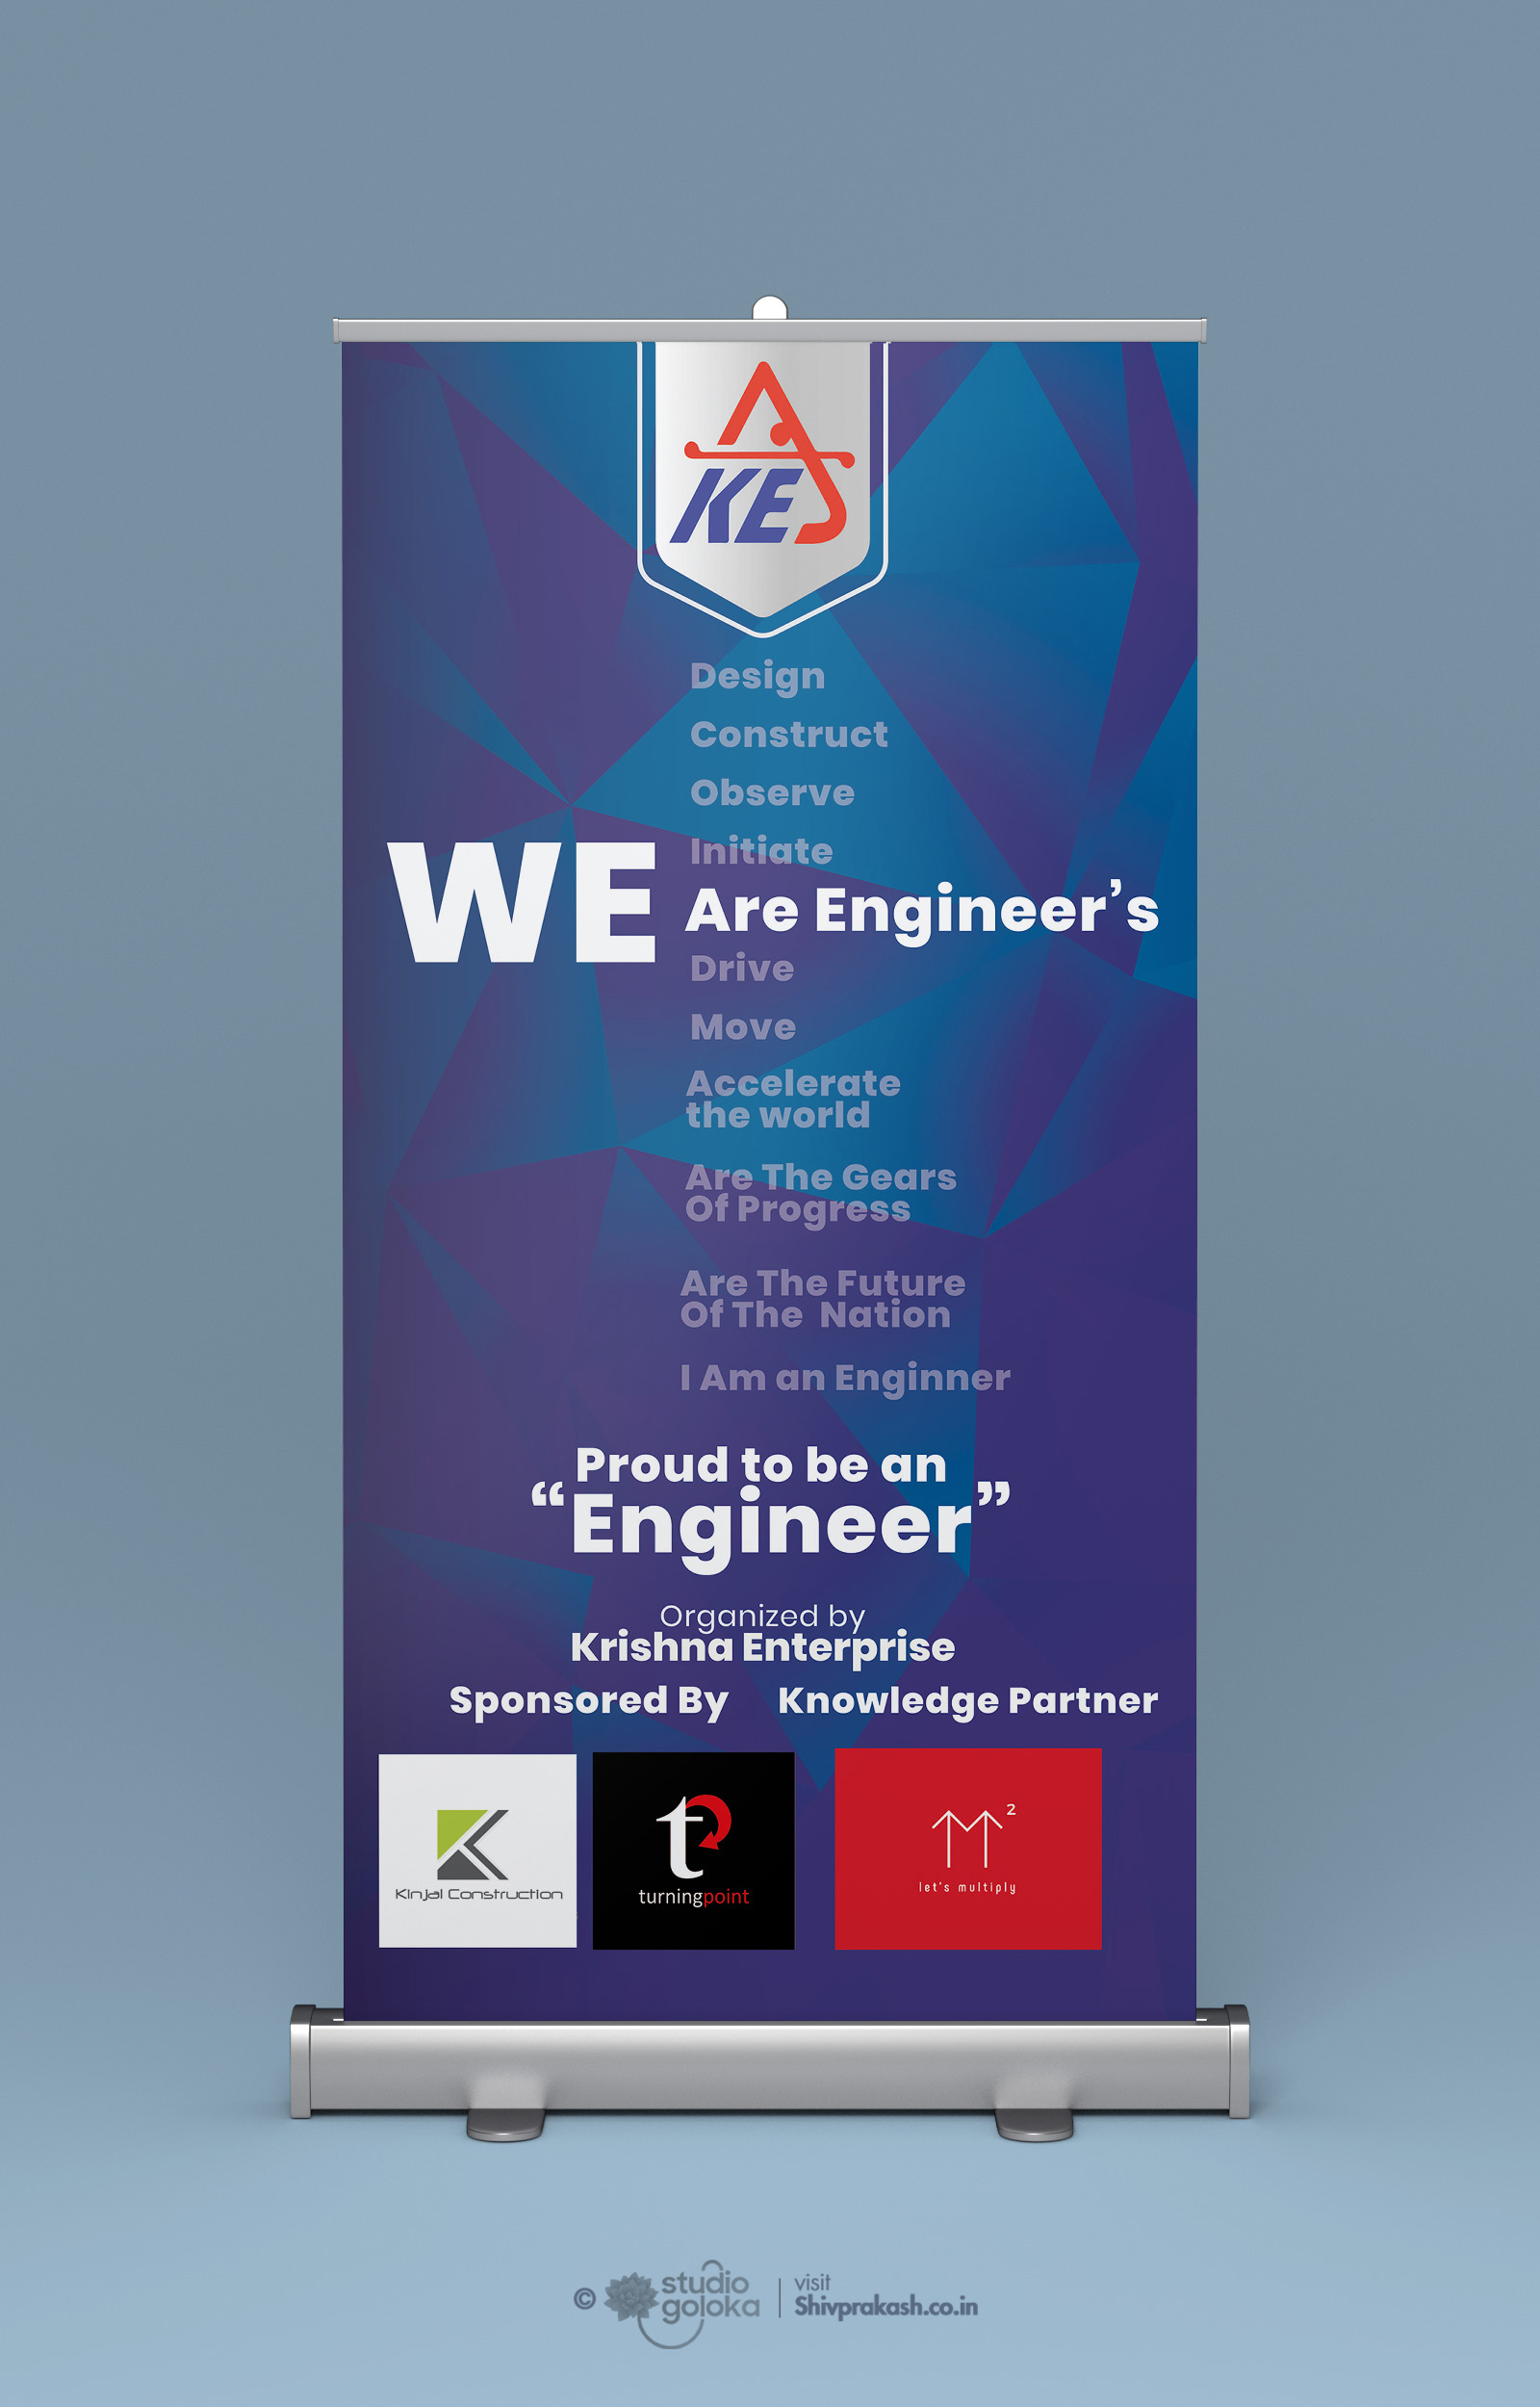 AKES
Design
Construct
Observe
Initiate
WE Are Engineer’s
Drive
Move
Accelerate
the world
Are The Gears
Of Progress
Are The Future
Of The Nation
I Am an Enginner
Proud to be an
“Engineer”
Organized by
Krishna Enterprise
Sponsored By Knowledge Partner
Kinjal Construction
t
turningpoint
M²
let's multiply
© studio goloka | visit
Shivprakash.co.in